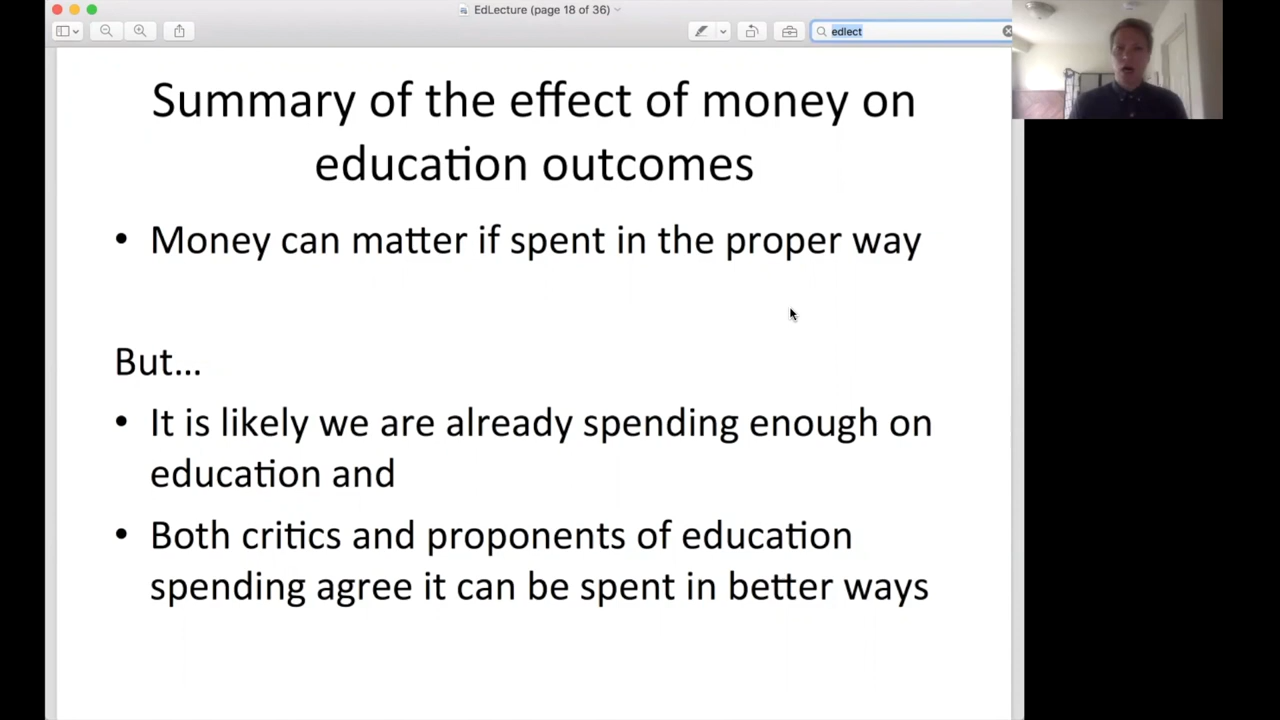 EdLecture (page 18 of 36)
edlect
Summary of the effect of money on
education outcomes
• Money can matter if spent in the proper way
But...
• It is likely we are already spending enough on
education and
• Both critics and proponents of education
spending agree it can be spent in better ways